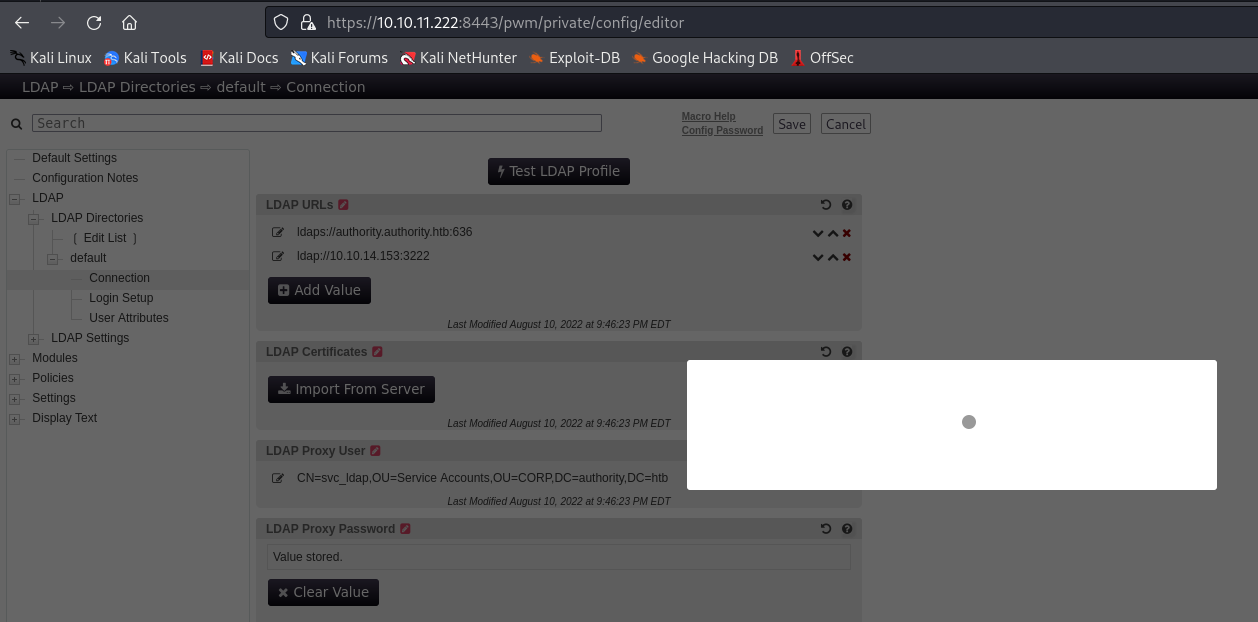 https://10.10.11.222:8443/pwm/private/config/editor
Kali Linux Kali Tools Kali Docs Kali Forums Kali NetHunter Exploit-DB Google Hacking DB OffSec
LDAP ⇨ LDAP Directories ⇨ default ⇨ Connection
Search
Macro Help
Config Password
Save
Cancel
Default Settings
Configuration Notes
LDAP
LDAP Directories
[ Edit List ]
default
Connection
Login Setup
User Attributes
LDAP Settings
Modules
Policies
Settings
Display Text
Test LDAP Profile
LDAP URLs
ldaps://authority.authority.htb:636
ldap://10.10.14.153:3222
Add Value
Last Modified August 10, 2022 at 9:46:23 PM EDT
LDAP Certificates
Import From Server
Last Modified August 10, 2022 at 9:46:23 PM EDT
LDAP Proxy User
CN=svc_ldap,OU=Service Accounts,OU=CORP,DC=authority,DC=htb
Last Modified August 10, 2022 at 9:46:23 PM EDT
LDAP Proxy Password
Value stored.
Clear Value